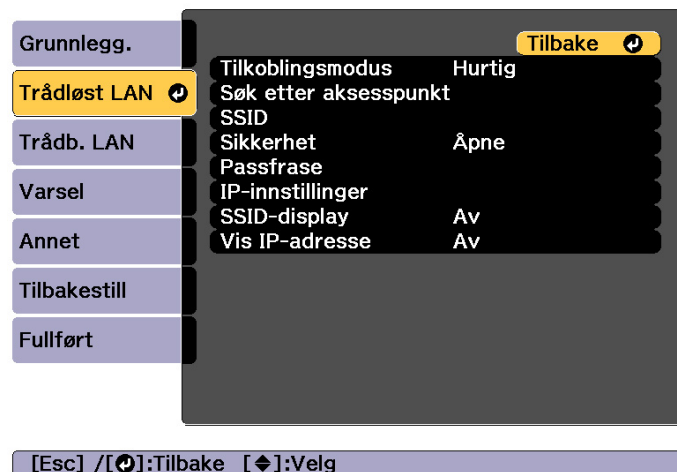 Grunnlegg.
Trådløst LAN
Trådb. LAN
Varsel
Annet
Tilbakestill
Fullført
Tilbake
Tilkoblingsmodus Hurtig
Søk etter aksesspunkt
SSID
Sikkerhet Åpne
Passfrase
IP-innstillinger
SSID-display Av
Vis IP-adresse Av
[Esc] /[↵]:Tilbake [◆]:Velg